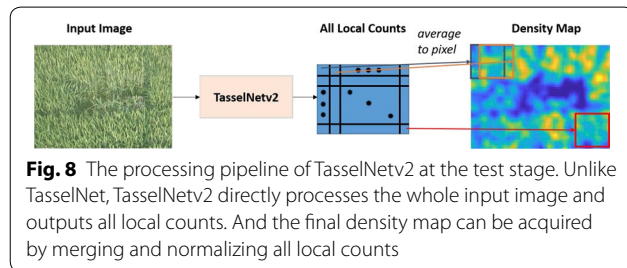 Input Image
All Local Counts
average
to pixel
Density Map
TasselNetv2
Fig. 8 The processing pipeline of TasselNetv2 at the test stage. Unlike
TasselNet, TasselNetv2 directly processes the whole input image and
outputs all local counts. And the final density map can be acquired
by merging and normalizing all local counts